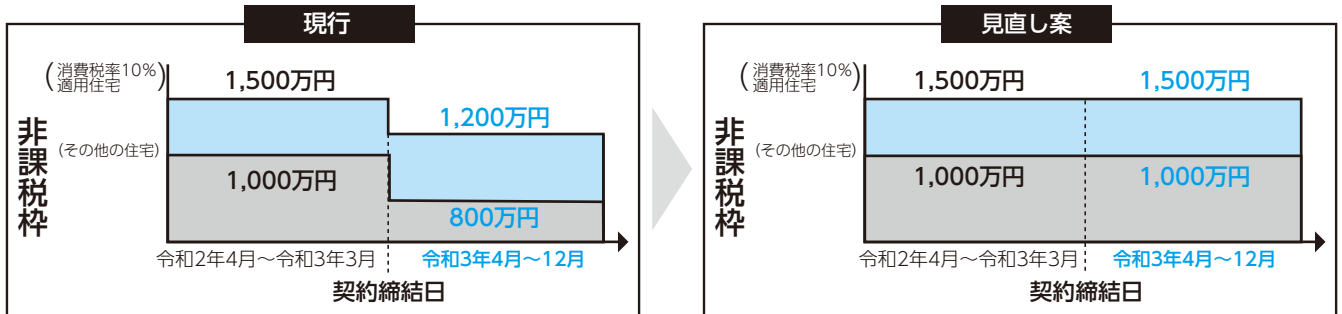 現行
(消費税率10%
適用住宅)
1,500万円
1,200万円
非課税枠
(その他の住宅)
1,000万円
800万円
令和2年4月～令和3年3月
令和3年4月～12月
契約締結日
見直し案
(消費税率10%
適用住宅)
1,500万円
1,500万円
非課税枠
(その他の住宅)
1,000万円
1,000万円
令和2年4月～令和3年3月
令和3年4月～12月
契約締結日